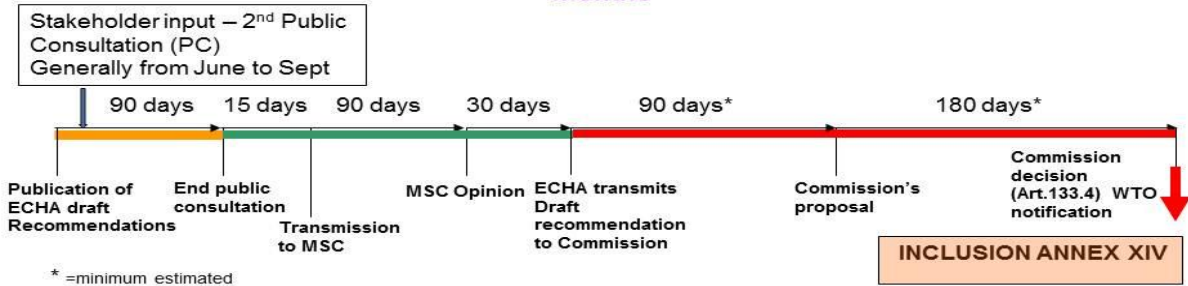 Stakeholder input – 2nd Public
Consultation (PC)
Generally from June to Sept
90 days
15 days
90 days
30 days
90 days*
180 days*
Publication of
ECHA draft
Recommendations
End public
consultation
Transmission
to MSC
MSC Opinion
ECHA transmits
Draft
recommendation
to Commission
Commission's
proposal
Commission
decision
(Art.133.4) WTO
notification
INCLUSION ANNEX XIV
* =minimum estimated